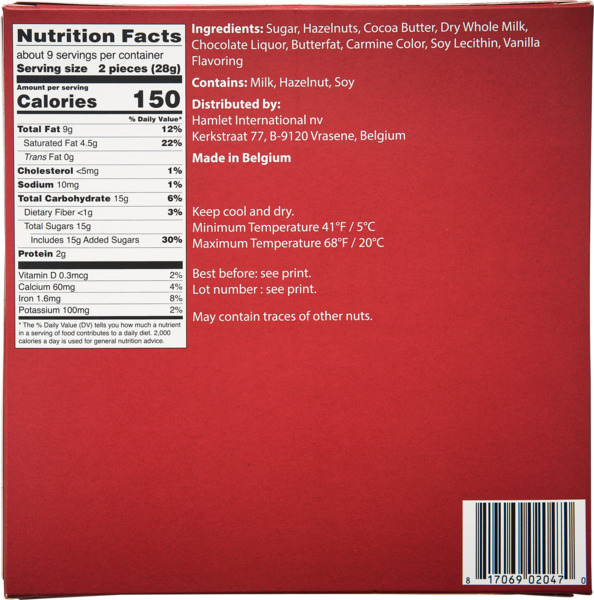 Nutrition Facts
about 9 servings per container
Serving size 2 pieces (28g)
Amount per serving
Calories 150
% Daily Value*
Total Fat 9g 12%
Saturated Fat 4.5g 22%
Trans Fat 0g
Cholesterol <5mg 1%
Sodium 10mg 1%
Total Carbohydrate 15g 6%
Dietary Fiber <1g 3%
Total Sugars 15g
Includes 15g Added Sugars 30%
Protein 2g
Vitamin D 0.3mcg 2%
Calcium 60mg 4%
Iron 1.6mg 8%
Potassium 100mg 2%
* The % Daily Value (DV) tells you how much a nutrient
in a serving of food contributes to a daily diet. 2,000
calories a day is used for general nutrition advice.
Ingredients: Sugar, Hazelnuts, Cocoa Butter, Dry Whole Milk,
Chocolate Liquor, Butterfat, Carmine Color, Soy Lecithin, Vanilla
Flavoring
Contains: Milk, Hazelnut, Soy
Distributed by:
Hamlet International nv
Kerkstraat 77, B-9120 Vrasene, Belgium
Made in Belgium
Keep cool and dry.
Minimum Temperature 41°F / 5°C
Maximum Temperature 68°F / 20°C
Best before: see print.
Lot number : see print.
May contain traces of other nuts.
8 17069 02047 0